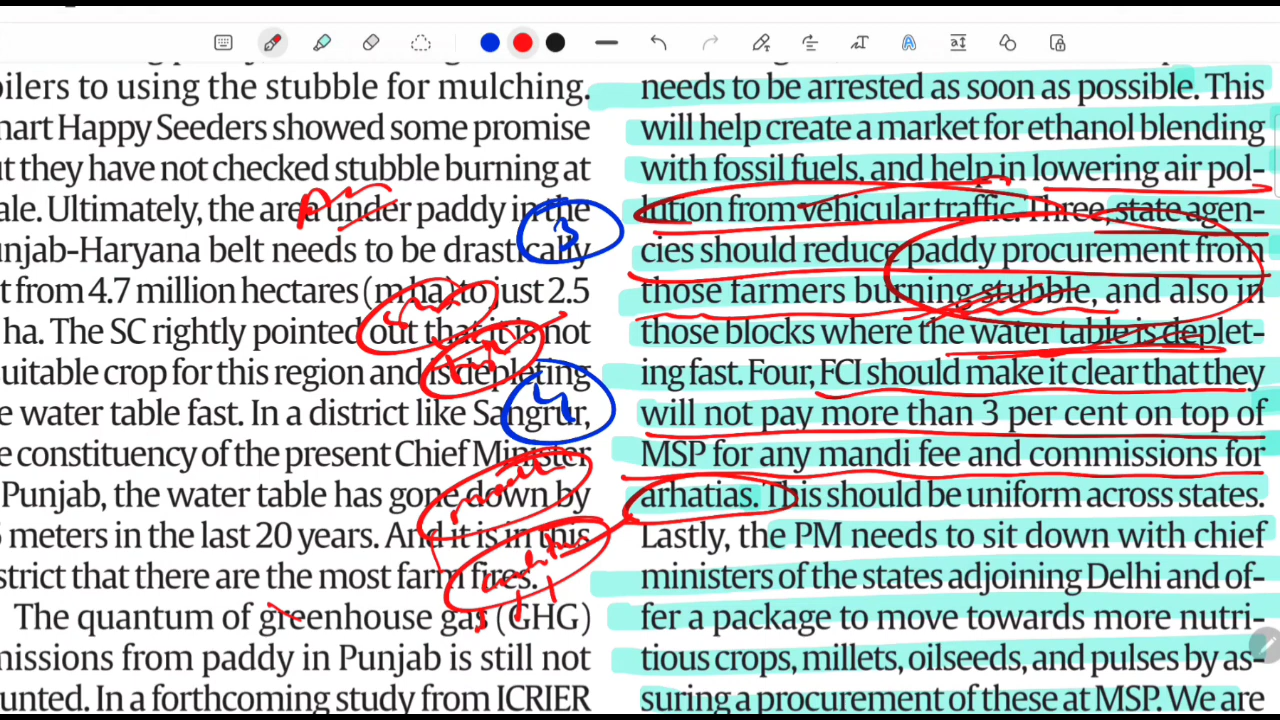 oilers to using the stubble for mulching.
mart Happy Seeders showed some promise
ut they have not checked stubble burning at
ale. Ultimately, the area under paddy in the
unjab-Haryana belt needs to be drastically
t from 4.7 million hectares (mha) to just 2.5
ha. The SC rightly pointed out that it is not
uitable crop for this region and is depleting
e water table fast. In a district like Sangrur,
e constituency of the present Chief Minister
Punjab, the water table has gone down by
meters in the last 20 years. And it is in this
strict that there are the most farm fires.
The quantum of greenhouse gas (GHG)
missions from paddy in Punjab is still not
unted. In a forthcoming study from ICRIER
3
4
needs to be arrested as soon as possible. This
will help create a market for ethanol blending
with fossil fuels, and help in lowering air pol-
lution from vehicular traffic. Three, state agen-
cies should reduce paddy procurement from
those farmers burning stubble, and also in
those blocks where the water table is deplet-
ing fast. Four, FCI should make it clear that they
will not pay more than 3 per cent on top of
MSP for any mandi fee and commissions for
arhatias. This should be uniform across states.
Lastly, the PM needs to sit down with chief
ministers of the states adjoining Delhi and of-
fer a package to move towards more nutri-
tious crops, millets, oilseeds, and pulses by as-
suring a procurement of these at MSP. We are